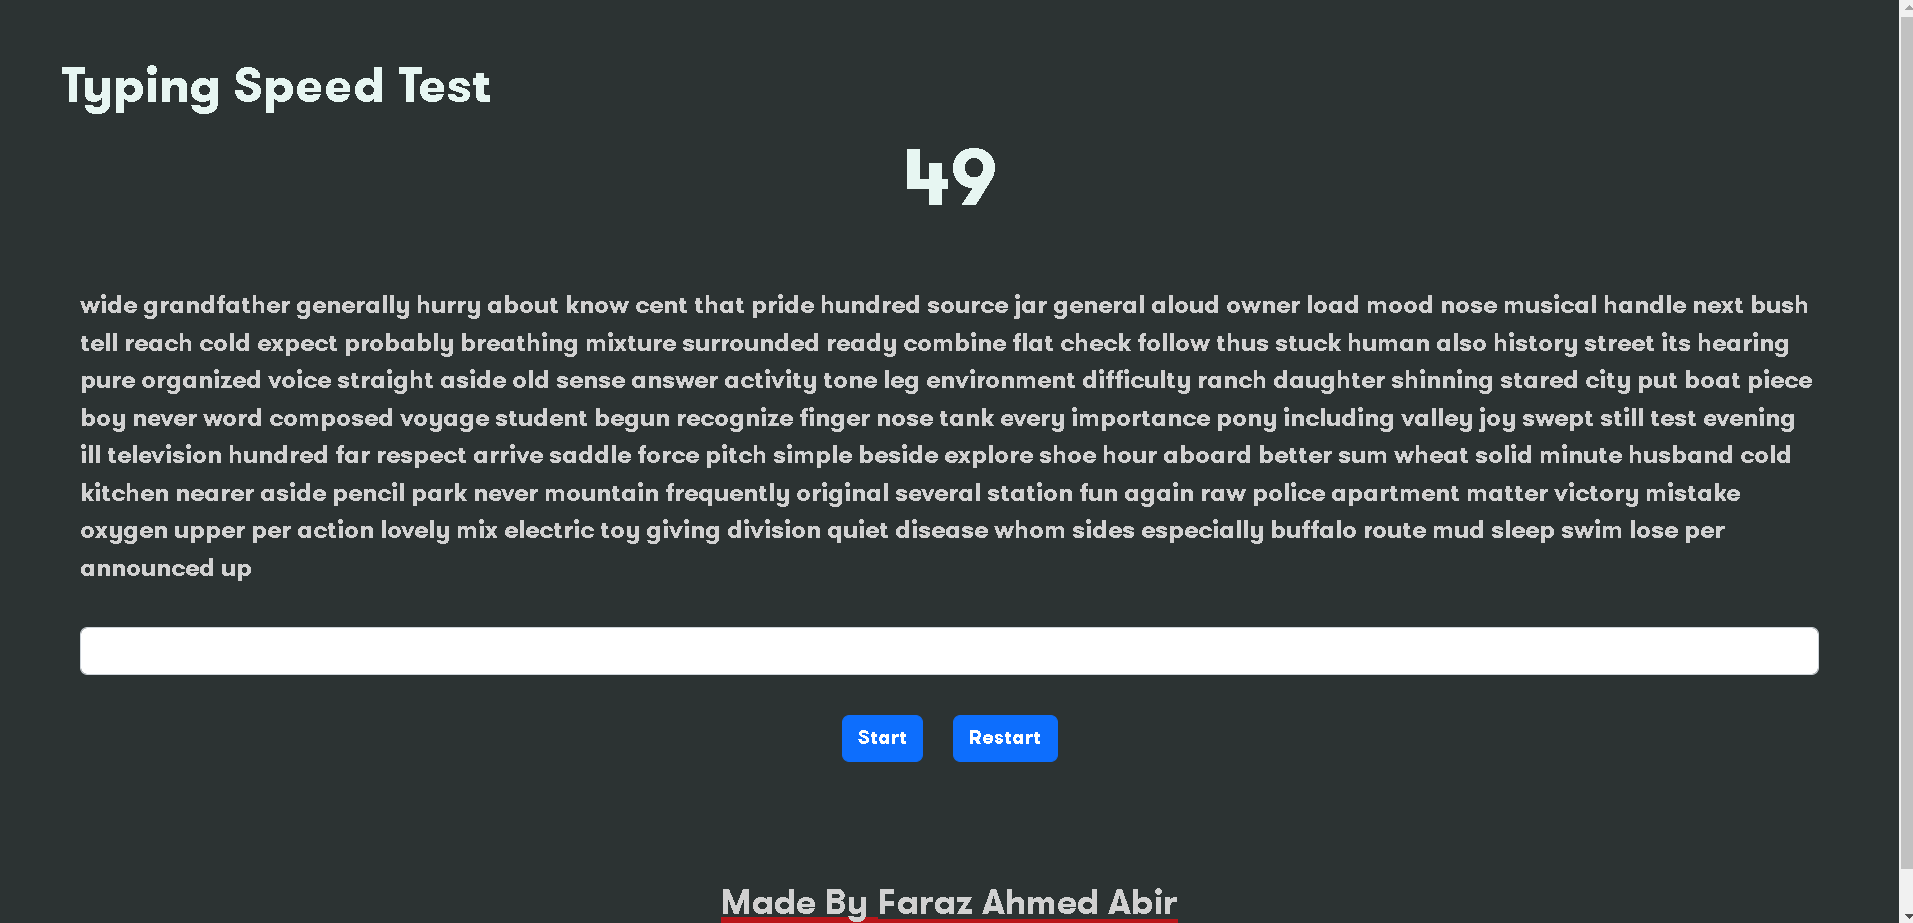 Typing Speed Test
49
wide grandfather generally hurry about know cent that pride hundred source jar general aloud owner load mood nose musical handle next bush
tell reach cold expect probably breathing mixture surrounded ready combine flat check follow thus stuck human also history street its hearing
pure organized voice straight aside old sense answer activity tone leg environment difficulty ranch daughter shinning stared city put boat piece
boy never word composed voyage student begun recognize finger nose tank every importance pony including valley joy swept still test evening
ill television hundred far respect arrive saddle force pitch simple beside explore shoe hour aboard better sum wheat solid minute husband cold
kitchen nearer aside pencil park never mountain frequently original several station fun again raw police apartment matter victory mistake
oxygen upper per action lovely mix electric toy giving division quiet disease whom sides especially buffalo route mud sleep swim lose per
announced up
Start Restart
Made By Faraz Ahmed Abir